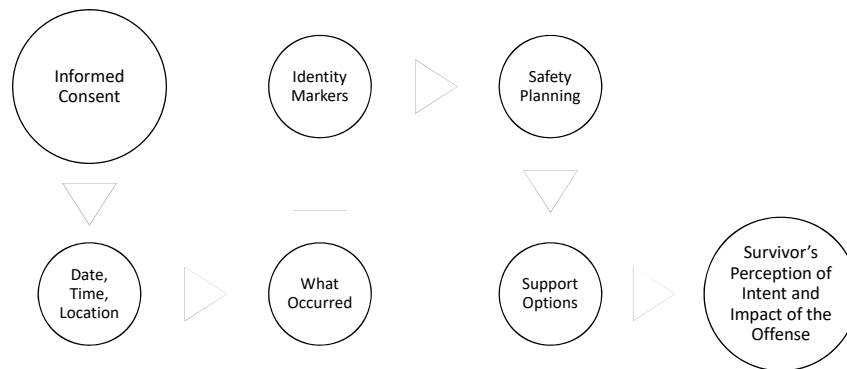 Informed
Consent
Date,
Time,
Location
What
Occurred
Identity
Markers
Safety
Planning
Support
Options
Survivor’s
Perception of
Intent and
Impact of the
Offense